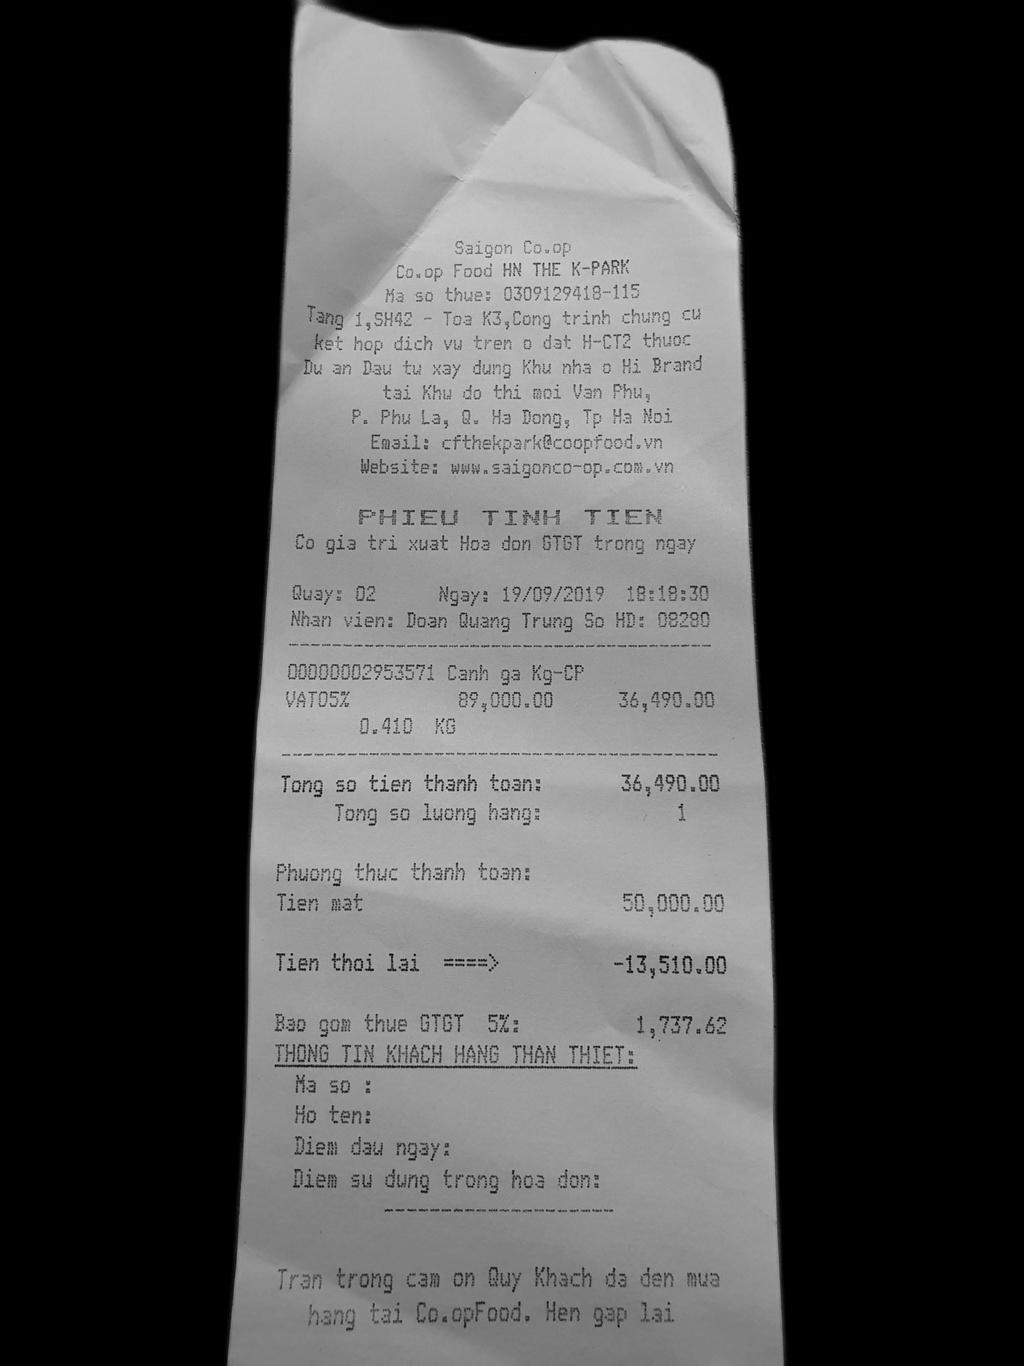 Saigon Co.op
Co.op Food HN THE K-PARK
Ma so thue: 0309129418-115
Tang 1,SH42 - Toa K3,Cong trinh chung cu
ket hop dich vu tren o dat H-CT2 thuoc
Du an Dau tu xay dung Khu nha o Hi Brand
tai Khu do thi moi Van Phu,
P. Phu La, Q. Ha Dong, Tp Ha Noi
Email: cfthekpark@coopfood.vn
Website: www.saigonco-op.com.vn
PHIEU TINH TIEN
Co gia tri xuat Hoa don GTGT trong ngay
Quay: 02 Ngay: 19/09/2019 18:18:30
Nhan vien: Doan Quang Trung So HD: 08280
00000002953571 Canh ga Kg-CP
VAT05% 89,000.00 36,490.00
0.410 KG
Tong so tien thanh toan: 36,490.00
Tong so luong hang: 1
Phuong thuc thanh toan:
Tien mat 50,000.00
Tien thoi lai ====> -13,510.00
Bao gom thue GTGT 5%: 1,737.62
THONG TIN KHACH HANG THAN THIET:
Ma so :
Ho ten:
Diem dau ngay:
Diem su dung trong hoa don:
Tran trong cam on Quy Khach da den mua
hang tai Co.opFood. Hen gap lai